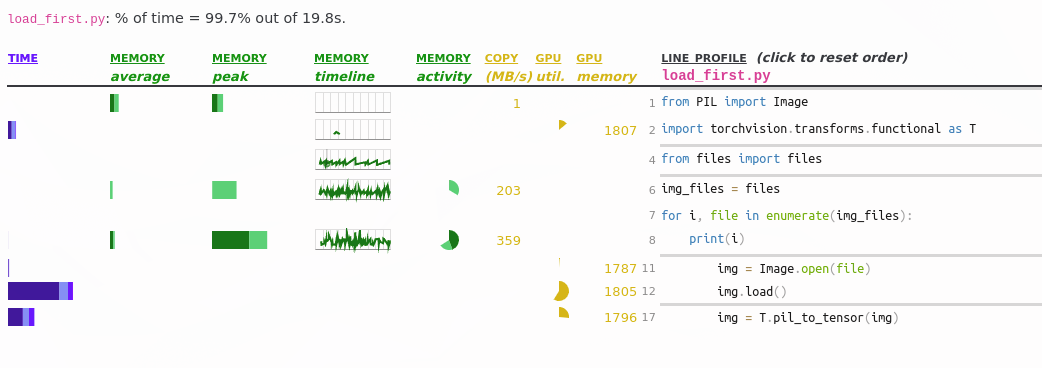 load_first.py: % of time = 99.7% out of 19.8s.
TIME MEMORY MEMORY MEMORY MEMORY COPY GPU GPU LINE PROFILE (click to reset order)
average peak timeline activity (MB/s) util. memory load_first.py
1 1 from PIL import Image
1807 2 import torchvision.transforms.functional as T
4 from files import files
203 6 img_files = files
7 for i, file in enumerate(img_files):
359 8 print(i)
1787 11 img = Image.open(file)
1805 12 img.load()
1796 17 img = T.pil_to_tensor(img)